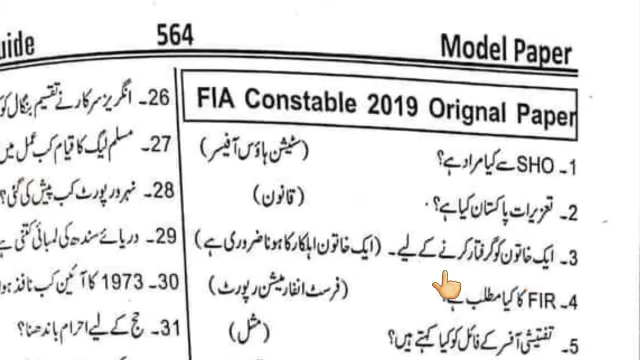 uide 564 Model Paper
FIA Constable 2019 Orignal Paper
1۔ SHO سے کیا مراد ہے؟ (سٹیشن ہاؤس آفیسر)
2۔ تعزیرات پاکستان کیا ہے؟ (قانون)
3۔ ایک خاتون کو گرفتار کرنے کے لیے۔ (ایک خاتون اہلکار کا ہونا ضروری ہے)
4۔ FIR کا کیا مطلب ہے؟ (فرسٹ انفارمیشن رپورٹ)
5۔ تفتیشی آفسر کے فائل کو کیا کہتے ہیں؟ (مثل)
26۔ انگریز سرکار نے تقسیم بنگال کو
27۔ مسلم لیگ کا قیام کب عمل میں
28۔ نہرو رپورٹ کب پیش کی گئی؟
29۔ دریائے سندھ کی لمبائی کتنی ہے
30۔ 1973 کا آئین کب نافذ ہوا
31۔ حج کے لیے احرام باندھنا؟